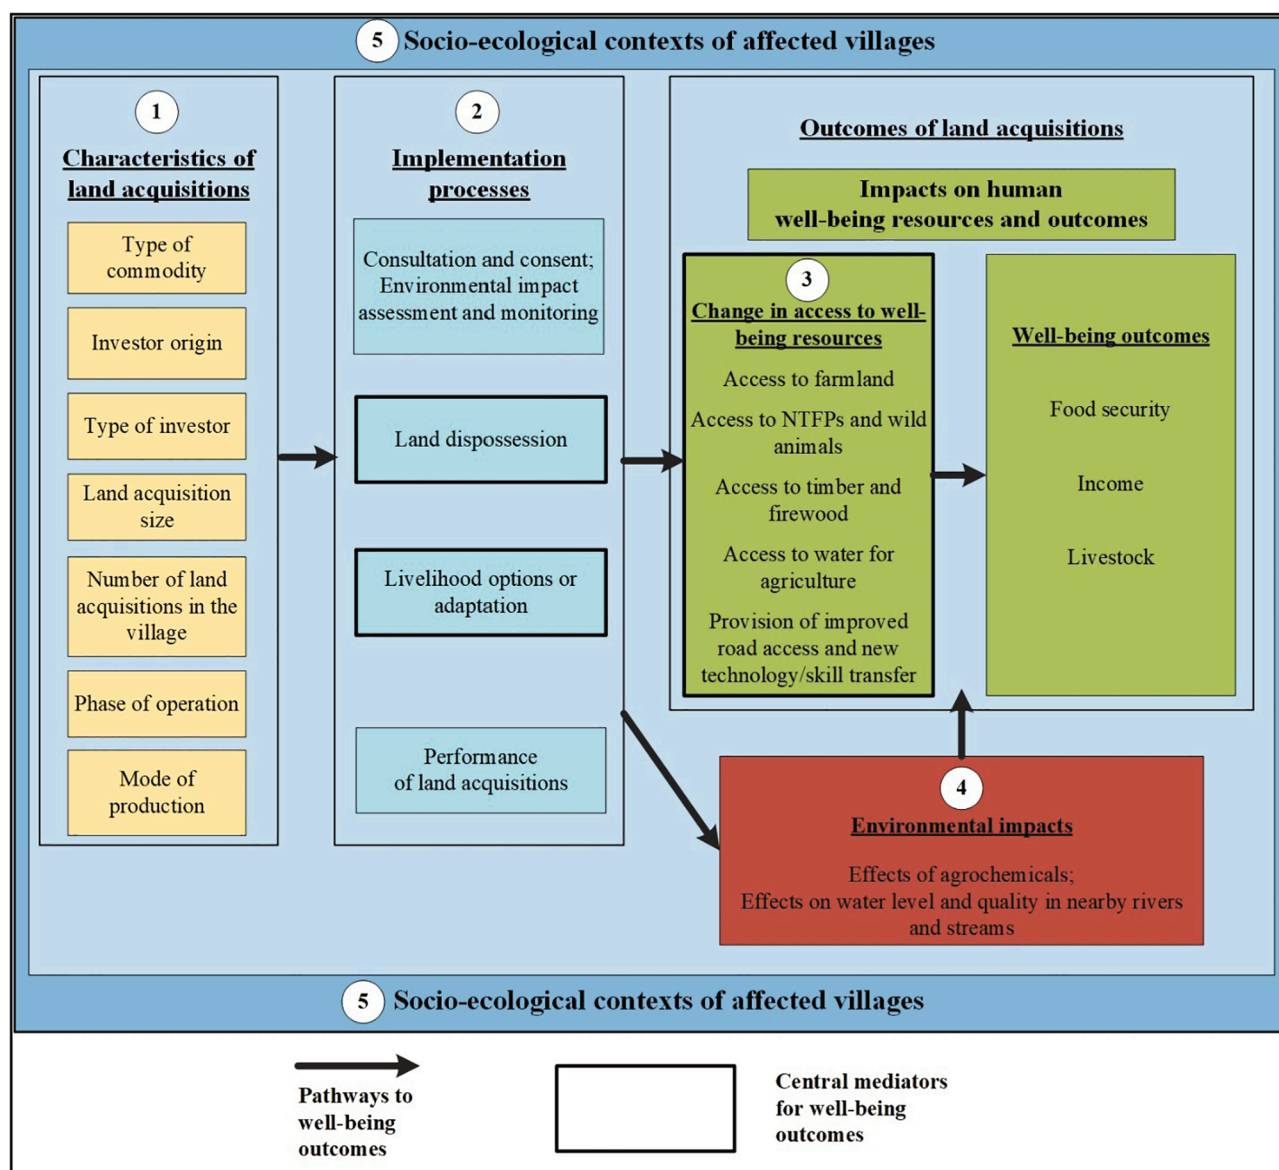 5 Socio-ecological contexts of affected villages
1
Characteristics of
land acquisitions
Type of
commodity
Investor origin
Type of investor
Land acquisition
size
Number of land
acquisitions in the
village
Phase of operation
Mode of
production
2
Implementation
processes
Consultation and consent;
Environmental impact
assessment and monitoring
Land dispossession
Livelihood options or
adaptation
Performance
of land acquisitions
Outcomes of land acquisitions
Impacts on human
well-being resources and outcomes
3
Change in access to well-
being resources
Access to farmland
Access to NTFPs and wild
animals
Access to timber and
firewood
Access to water for
agriculture
Provision of improved
road access and new
technology/skill transfer
Well-being outcomes
Food security
Income
Livestock
4
Environmental impacts
Effects of agrochemicals;
Effects on water level and quality in nearby rivers
and streams
5 Socio-ecological contexts of affected villages
Pathways to
well-being
outcomes
Central mediators
for well-being
outcomes